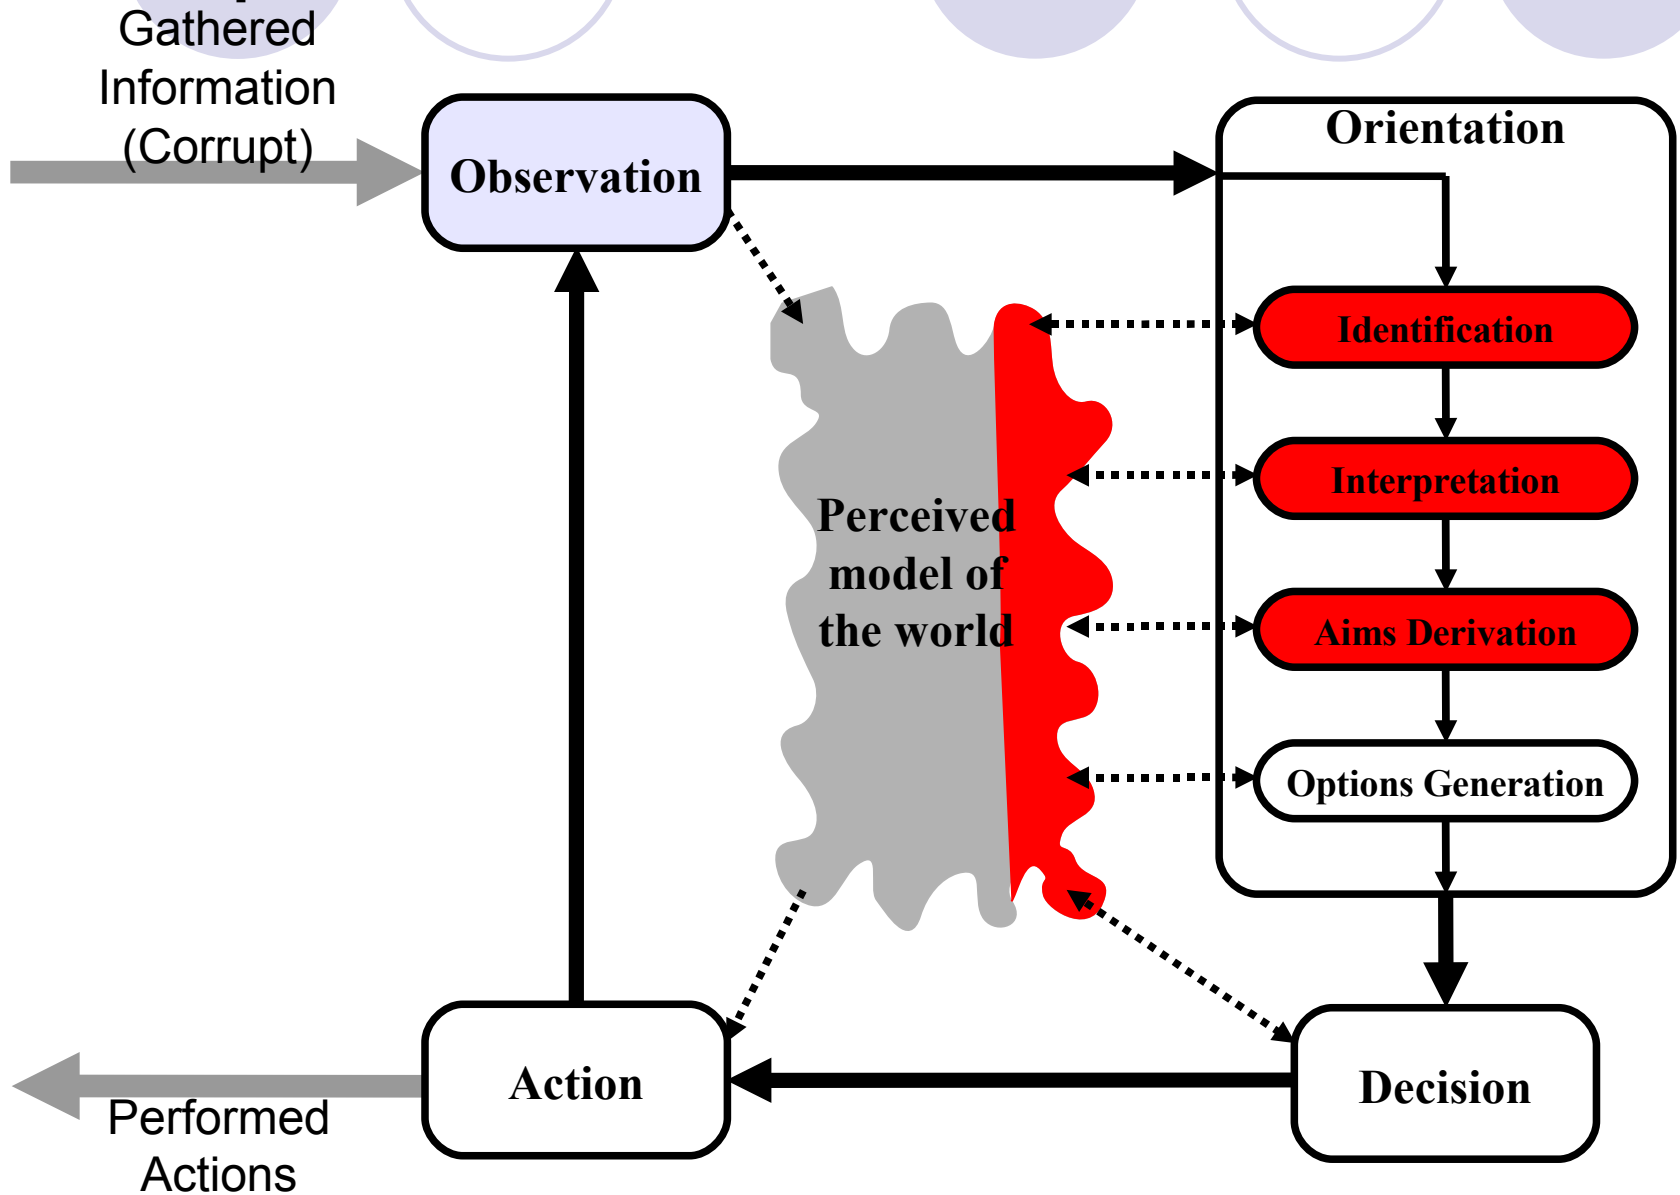 Gathered
Information
(Corrupt)
Observation
Orientation
Identification
Interpretation
Aims Derivation
Options Generation
Perceived
model of
the world
Action
Decision
Performed
Actions